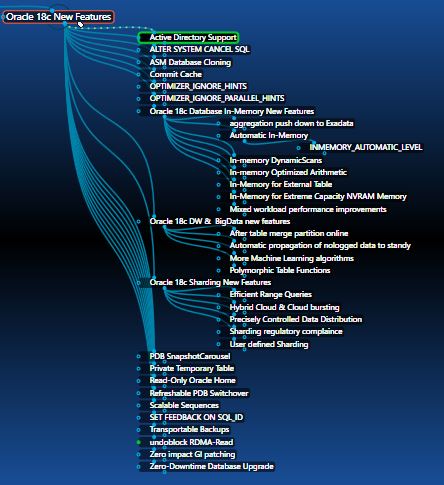 Oracle 18c New Features
Active Directory Support
ALTER SYSTEM CANCEL SQL
ASM Database Cloning
Commit Cache
OPTIMIZER_IGNORE_HINTS
OPTIMIZER_IGNORE_PARALLEL_HINTS
Oracle 18c Database In-Memory New Features
aggregation push down to Exadata
Automatic In-Memory
INMEMORY_AUTOMATIC_LEVEL
In-memory DynamicScans
In-memory Optimized Arithmetic
In-Memory for External Table
In-Memory for Extreme Capacity NVRAM Memory
Mixed workload performance improvements
Oracle 18c DW & BigData new features
After table merge partition online
Automatic propagation of nologged data to standy
More Machine Learning algorithms
Polymorphic Table Functions
Oracle 18c Sharding New Features
Efficient Range Queries
Hybrid Cloud & Cloud bursting
Precisely Controlled Data Distribution
Sharding regulatory complaince
User defined Sharding
PDB SnapshotCarousel
Private Temporary Table
Read-Only Oracle Home
Refreshable PDB Switchover
Scalable Sequences
SET FEEDBACK ON SQL_ID
Transportable Backups
undoblock RDMA-Read
Zero impact GI patching
Zero-Downtime Database Upgrade